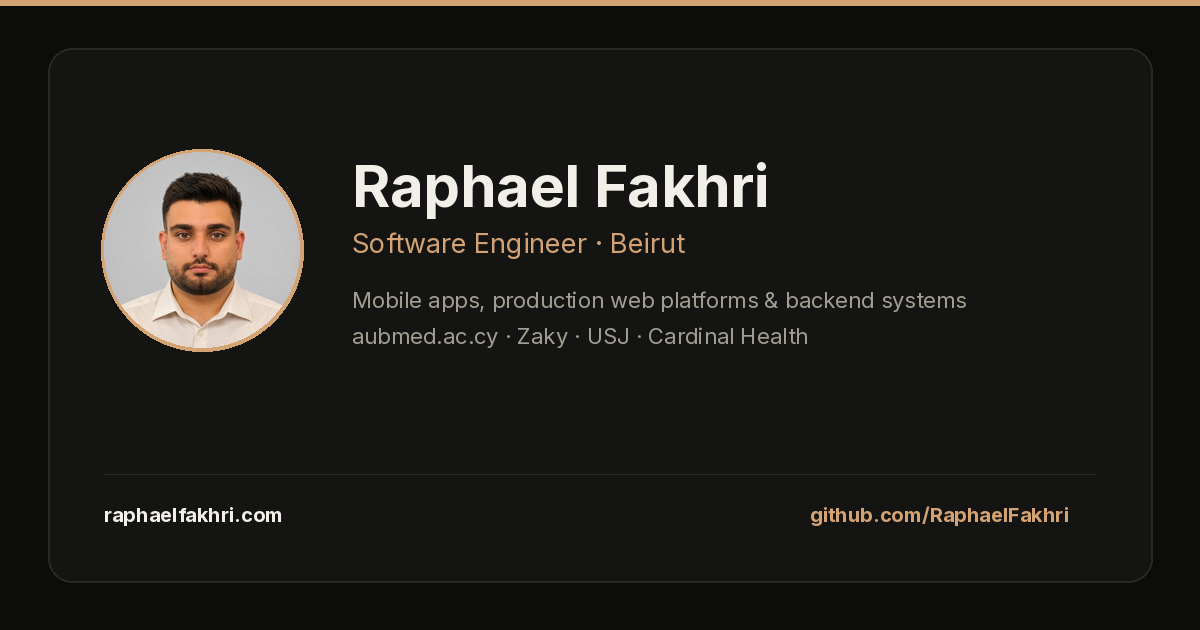 Raphael Fakhri
Software Engineer · Beirut
Mobile apps, production web platforms & backend systems
aubmed.ac.cy · Zaky · USJ · Cardinal Health
raphaelfakhri.com
github.com/RaphaelFakhri